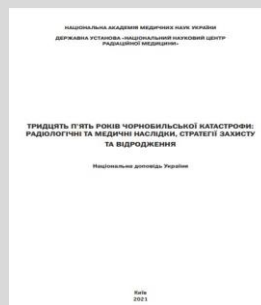 НАЦІОНАЛЬНА АКАДЕМІЯ МЕДИЧНИХ НАУК УКРАЇНИ
ДЕРЖАВНА УСТАНОВА «НАЦІОНАЛЬНИЙ НАУКОВИЙ ЦЕНТР
РАДІАЦІЙНОЇ МЕДИЦИНИ»
ТРИДЦЯТЬ П'ЯТЬ РОКІВ ЧОРНОБИЛЬСЬКОЇ КАТАСТРОФИ:
РАДІОЛОГІЧНІ ТА МЕДИЧНІ НАСЛІДКИ, СТРАТЕГІЇ ЗАХИСТУ
ТА ВІДРОДЖЕННЯ
Національна доповідь України
Київ
2021